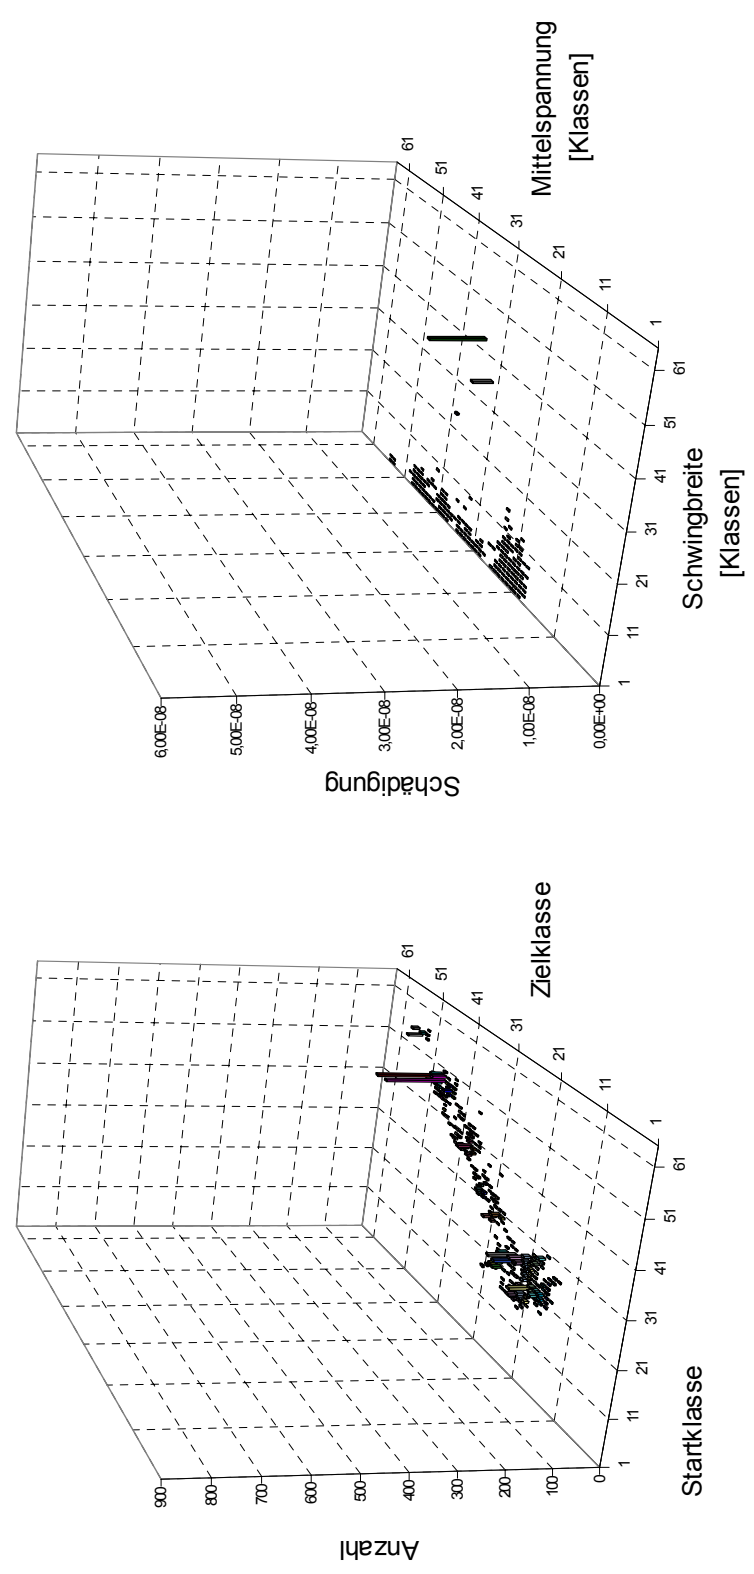 Anzahl
900
800
700
600
500
400
300
200
100
0
1
11
21
31
41
51
61
Startklasse
1
11
21
31
41
51
61
Zielklasse
Schädigung
6,00E-08
5,00E-08
4,00E-08
3,00E-08
2,00E-08
1,00E-08
0,00E+00
1
11
21
31
41
51
61
Schwingbreite
[Klassen]
1
11
21
31
41
51
61
Mittelspannung
[Klassen]